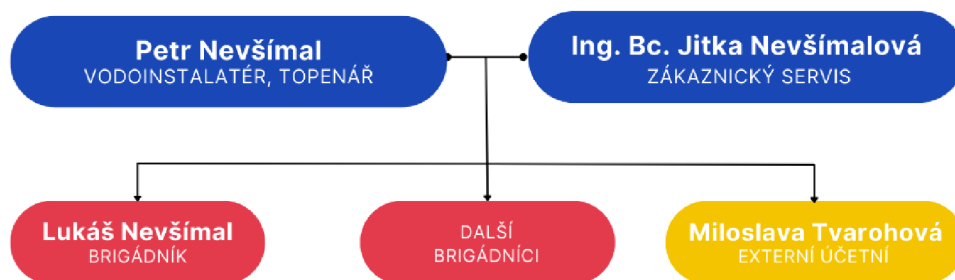 Petr Nevšímal
VODOINSTALATÉR, TOPENÁŘ
Ing. Bc. Jitka Nevšímalová
ZÁKAZNICKÝ SERVIS
Lukáš Nevšímal
BRIGÁDNÍK
DALŠÍ
BRIGÁDNÍCI
Miloslava Tvarohová
EXTERNÍ ÚČETNÍ